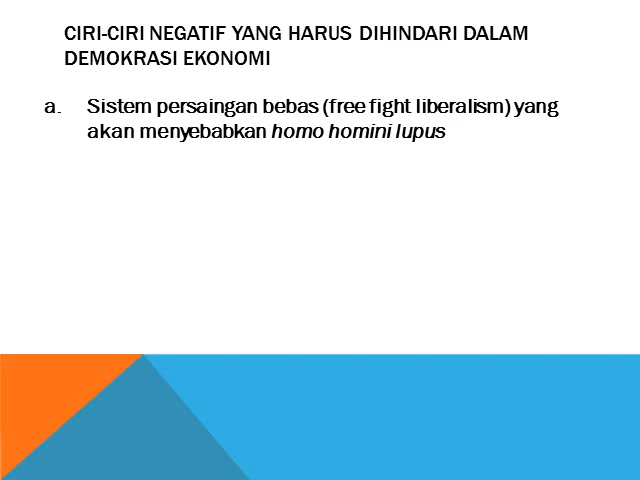 CIRI-CIRI NEGATIF YANG HARUS DIHINDARI DALAM
DEMOKRASI EKONOMI
a. Sistem persaingan bebas (free fight liberalism) yang
akan menyebabkan homo homini lupus